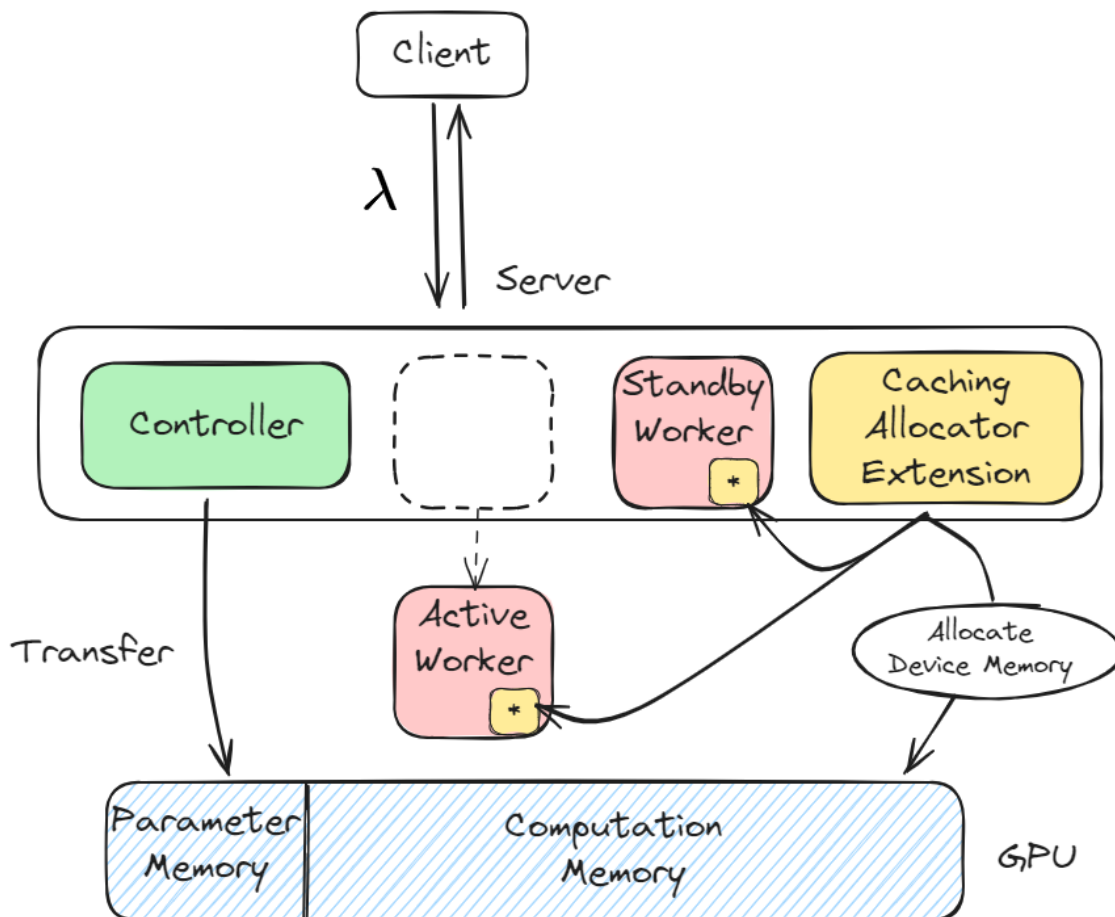 Client
λ
Server
Controller
Standby
Worker
*
Caching
Allocator
Extension
Active
Worker
*
Transfer
Allocate
Device Memory
Parameter
Memory
Computation
Memory
GPU